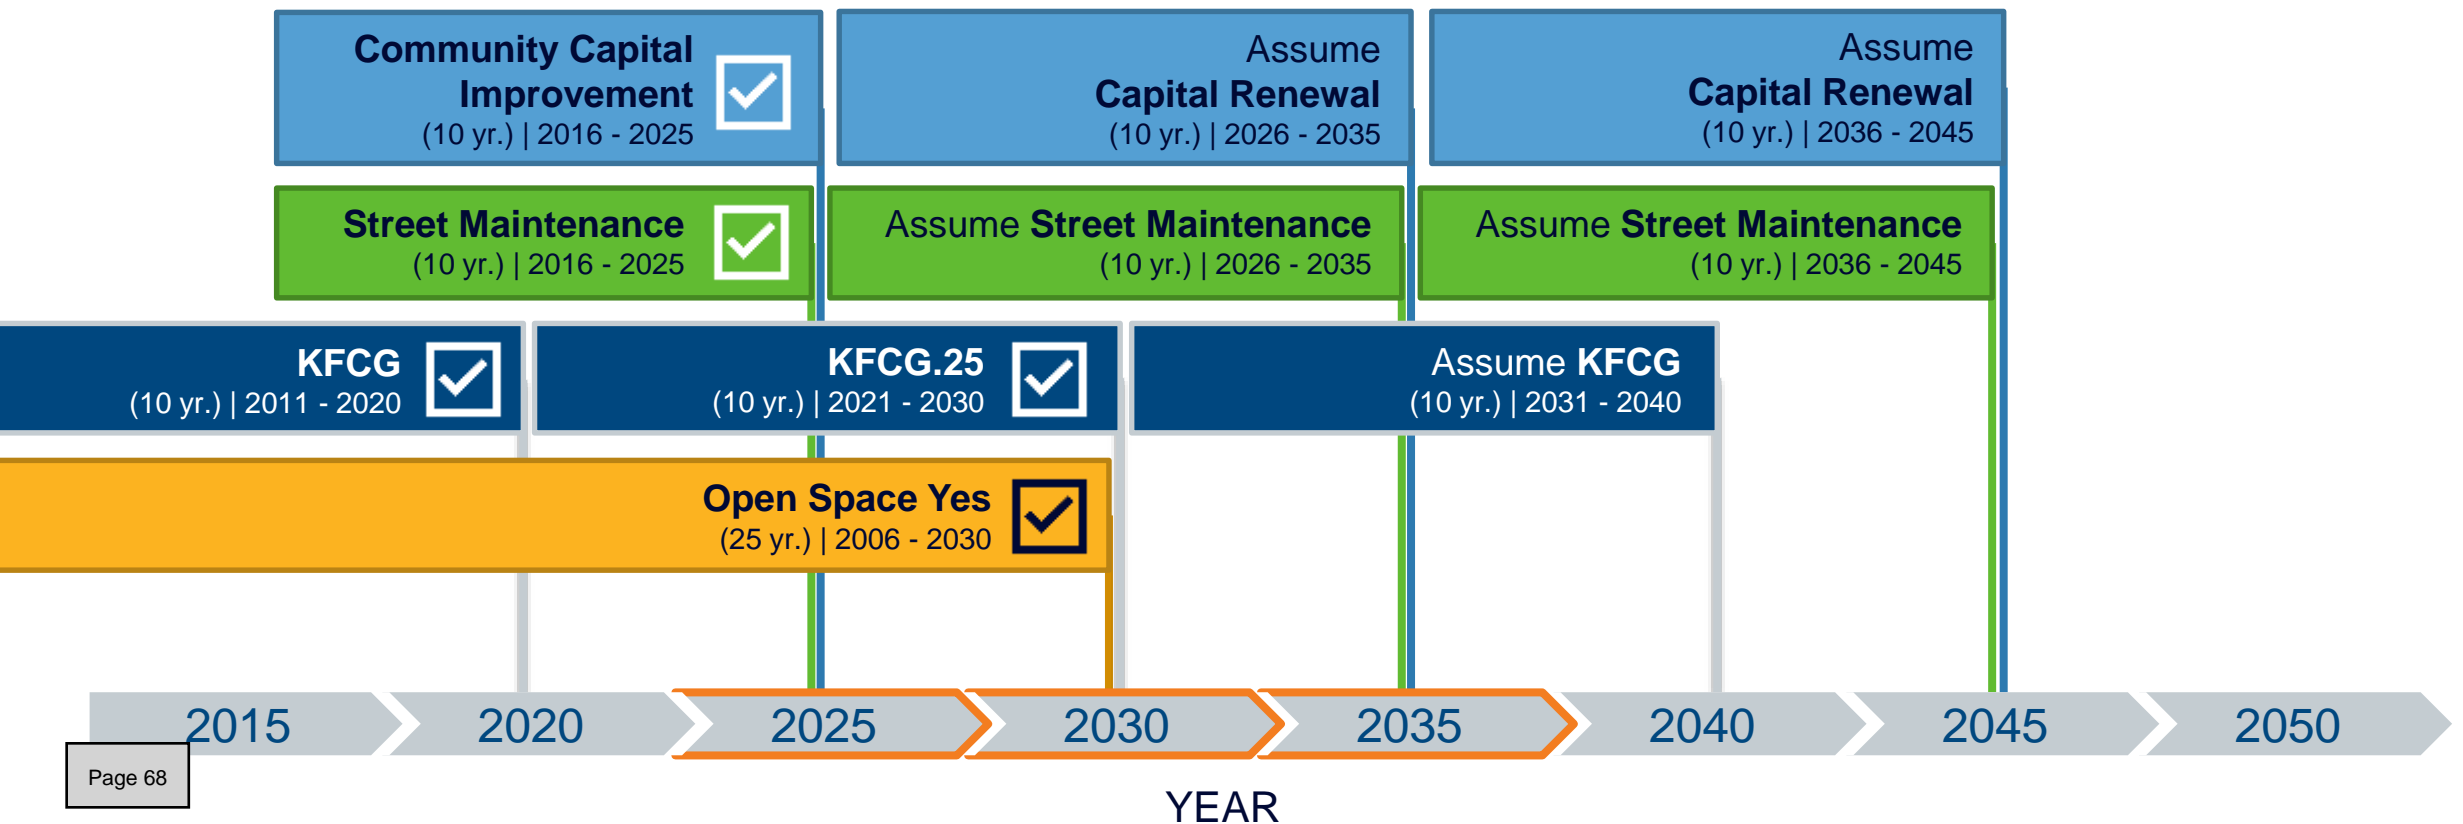 Community Capital
Improvement
(10 yr.) | 2016 - 2025
Assume
Capital Renewal
(10 yr.) | 2026 - 2035
Assume
Capital Renewal
(10 yr.) | 2036 - 2045
Street Maintenance
(10 yr.) | 2016 - 2025
Assume Street Maintenance
(10 yr.) | 2026 - 2035
Assume Street Maintenance
(10 yr.) | 2036 - 2045
KFCG
(10 yr.) | 2011 - 2020
KFCG.25
(10 yr.) | 2021 - 2030
Assume KFCG
(10 yr.) | 2031 - 2040
Open Space Yes
(25 yr.) | 2006 - 2030
2015 2020 2025 2030 2035 2040 2045 2050
Page 68
YEAR